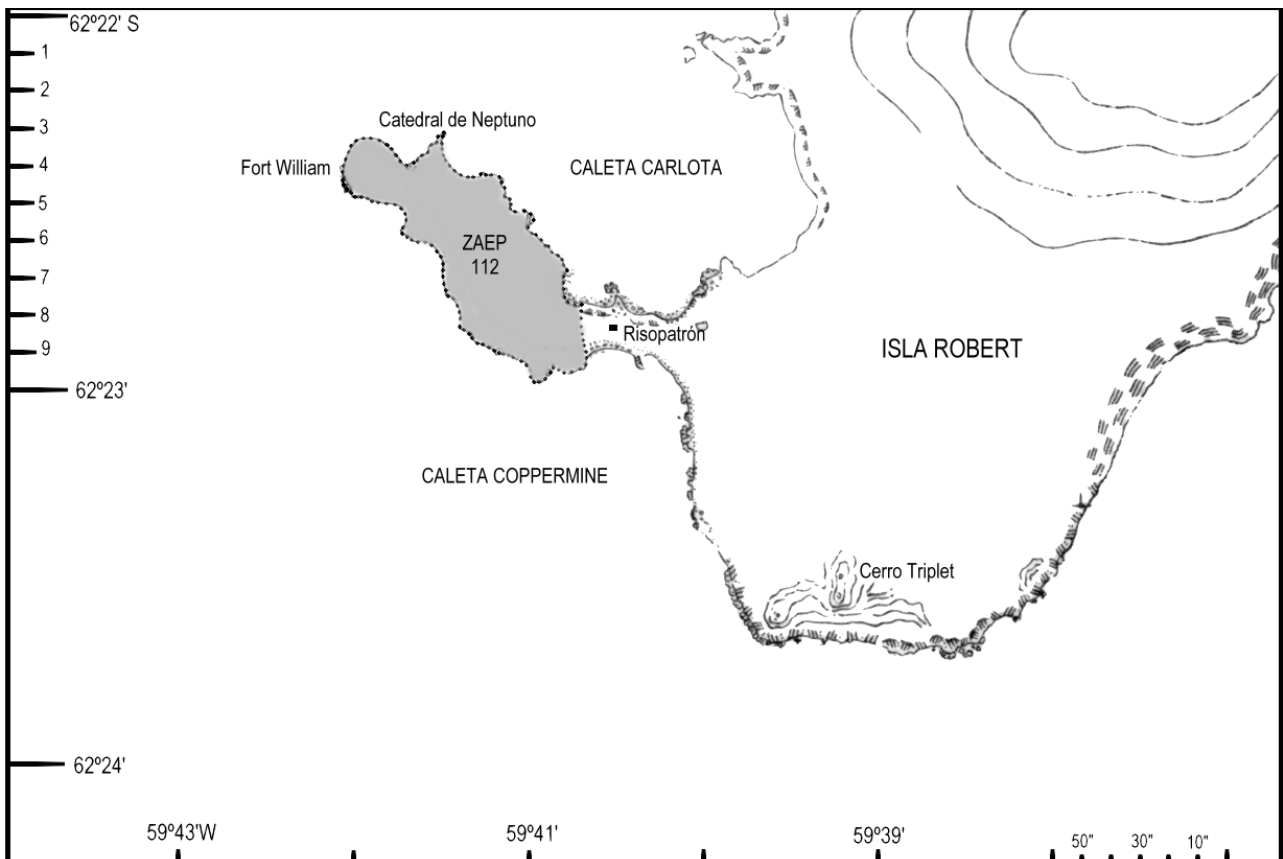 62º22' S
1
2
3
4
5
6
7
8
9
62º23'
62º24'
Catedral de Neptuno
Fort William
CALETA CARLOTA
ZAEP
112
Risopatrón
ISLA ROBERT
CALETA COPPERMINE
Cerro Triplet
59º43'W
59º41'
59º39'
50"
30"
10"